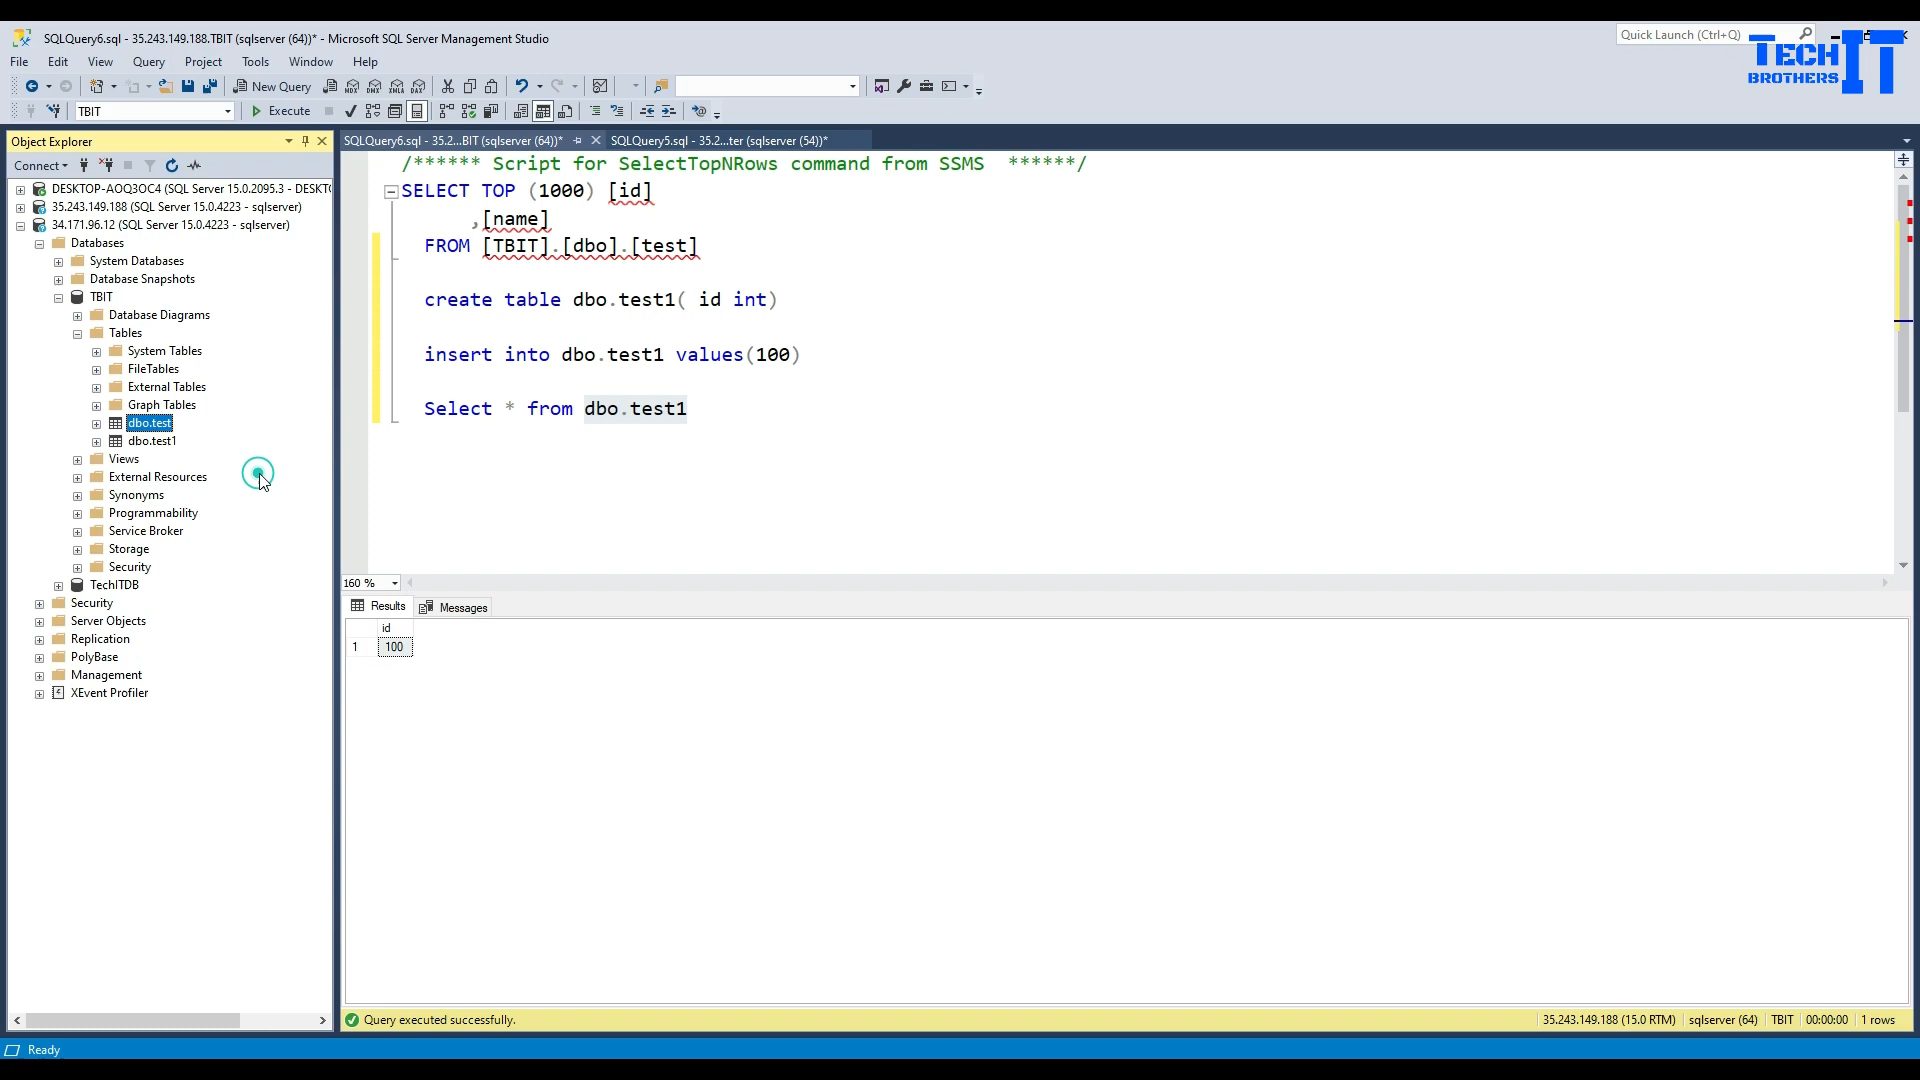 SQLQuery6.sql - 35.243.149.188.TBIT (sqlserver (64))* - Microsoft SQL Server Management Studio
Quick Launch (Ctrl+Q)
TECH IT
BROTHERS
File Edit View Query Project Tools Window Help
New Query
MDX DMX XMLA DAX
TBIT
Execute
Object Explorer
SQLQuery6.sql - 35.2...BIT (sqlserver (64))*
SQLQuery5.sql - 35.2...ter (sqlserver (54))*
Connect
DESKTOP-AOQ3OC4 (SQL Server 15.0.2095.3 - DESKT
35.243.149.188 (SQL Server 15.0.4223 - sqlserver)
34.171.96.12 (SQL Server 15.0.4223 - sqlserver)
Databases
System Databases
Database Snapshots
TBIT
Database Diagrams
Tables
System Tables
FileTables
External Tables
Graph Tables
dbo.test
dbo.test1
Views
External Resources
Synonyms
Programmability
Service Broker
Storage
Security
TechITDB
Security
Server Objects
Replication
PolyBase
Management
XEvent Profiler
/****** Script for SelectTopNRows command from SSMS ******/
SELECT TOP (1000) [id]
,[name]
FROM [TBIT].[dbo].[test]
create table dbo.test1( id int)
insert into dbo.test1 values(100)
Select * from dbo.test1
160 %
Results Messages
id
1 100
Query executed successfully.
35.243.149.188 (15.0 RTM) sqlserver (64) TBIT 00:00:00 1 rows
Ready